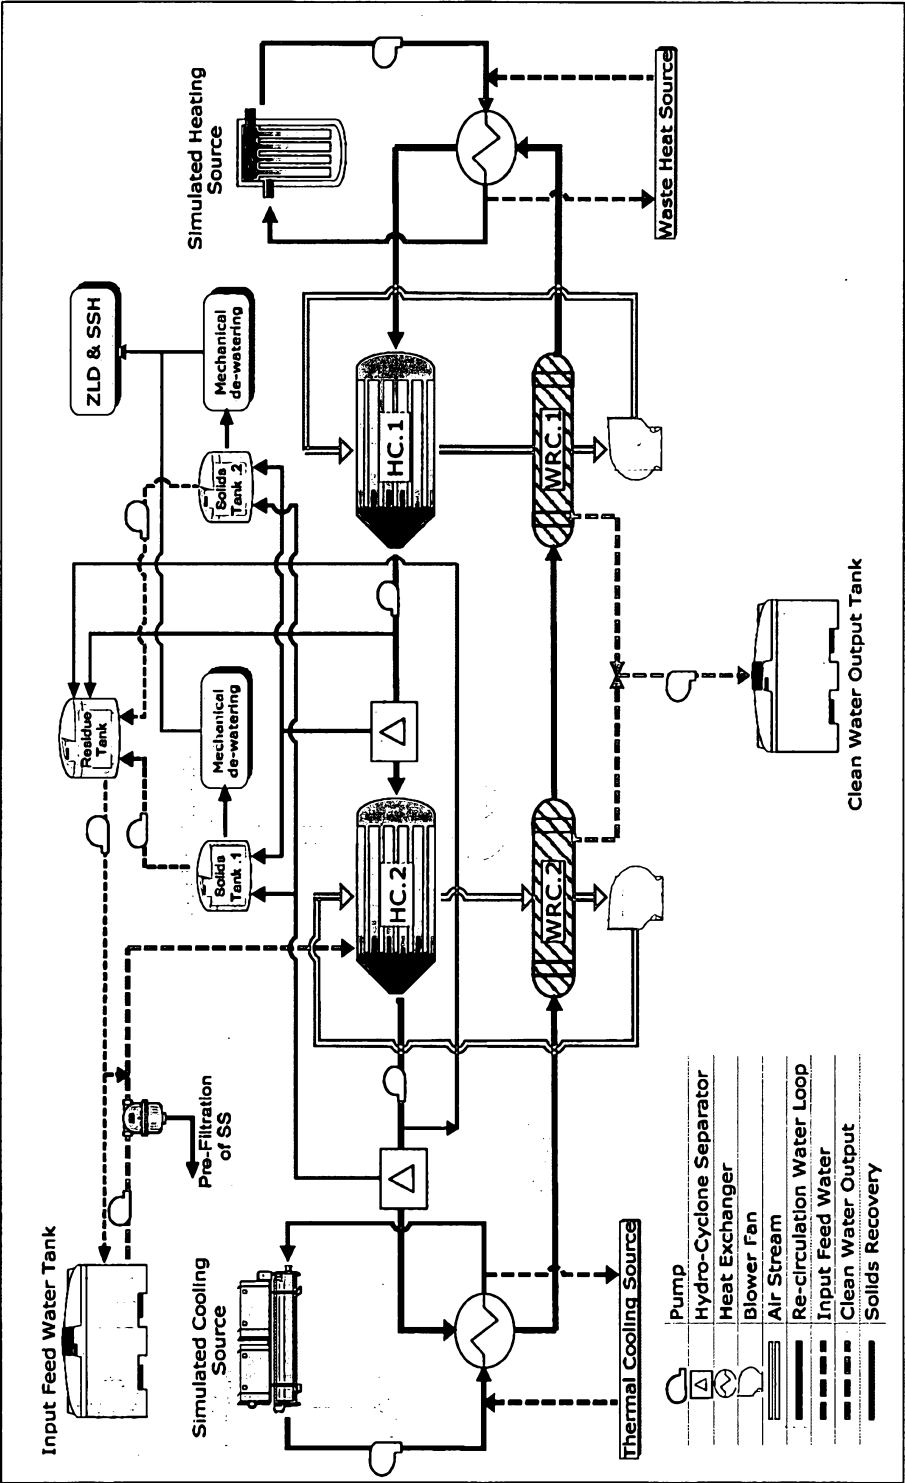 Input Feed Water Tank
Pre-Filtration
of SS
Residue
Tank
ZLD & SSH
Solids
Tank .1
Mechanical
de-watering
Solids
Tank .2
Mechanical
de-watering
Simulated Cooling
Source
Simulated Heating
Source
HC.2
HC.1
WRC.2
WRC.1
Thermal Cooling Source
Waste Heat Source
Clean Water Output Tank
Pump
Hydro-Cyclone Separator
Heat Exchanger
Blower Fan
Air Stream
Re-circulation Water Loop
Input Feed Water
Clean Water Output
Solids Recovery